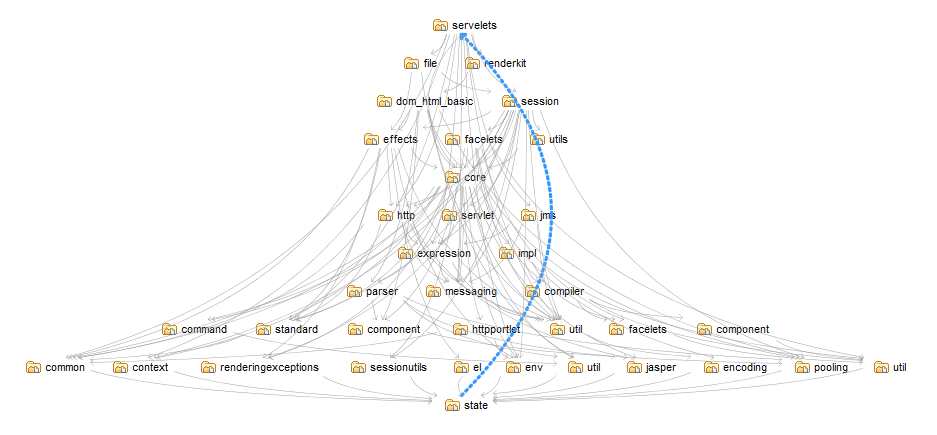 servelets
file renderkit
dom_html_basic session
effects facelets utils
core
http servlet jms
expression impl
parser messaging compiler
command standard component httpportlet util facelets component
common context renderingexceptions sessionutils el env util jasper encoding pooling util
state